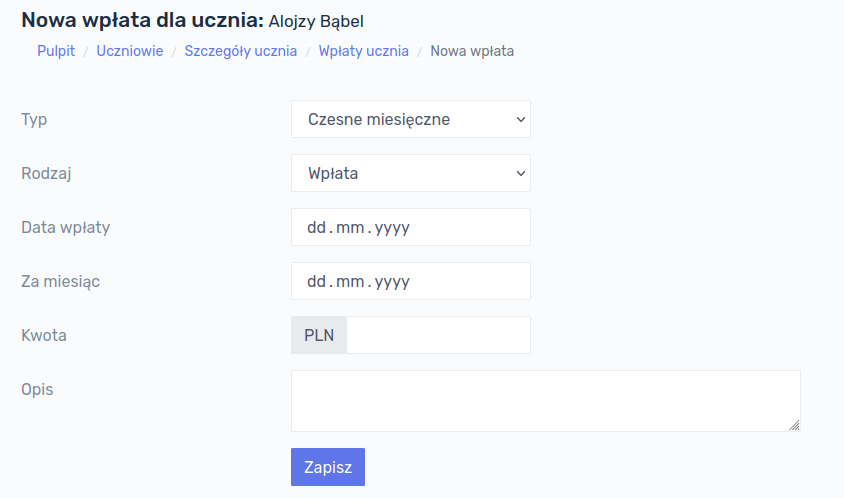 Nowa wpłata dla ucznia: Alojzy Bąbel
Pulpit / Uczniowie / Szczegóły ucznia / Wpłaty ucznia / Nowa wpłata
Typ Czesne miesięczne
Rodzaj Wpłata
Data wpłaty dd.mm.yyyy
Za miesiąc dd.mm.yyyy
Kwota PLN
Opis
Zapisz